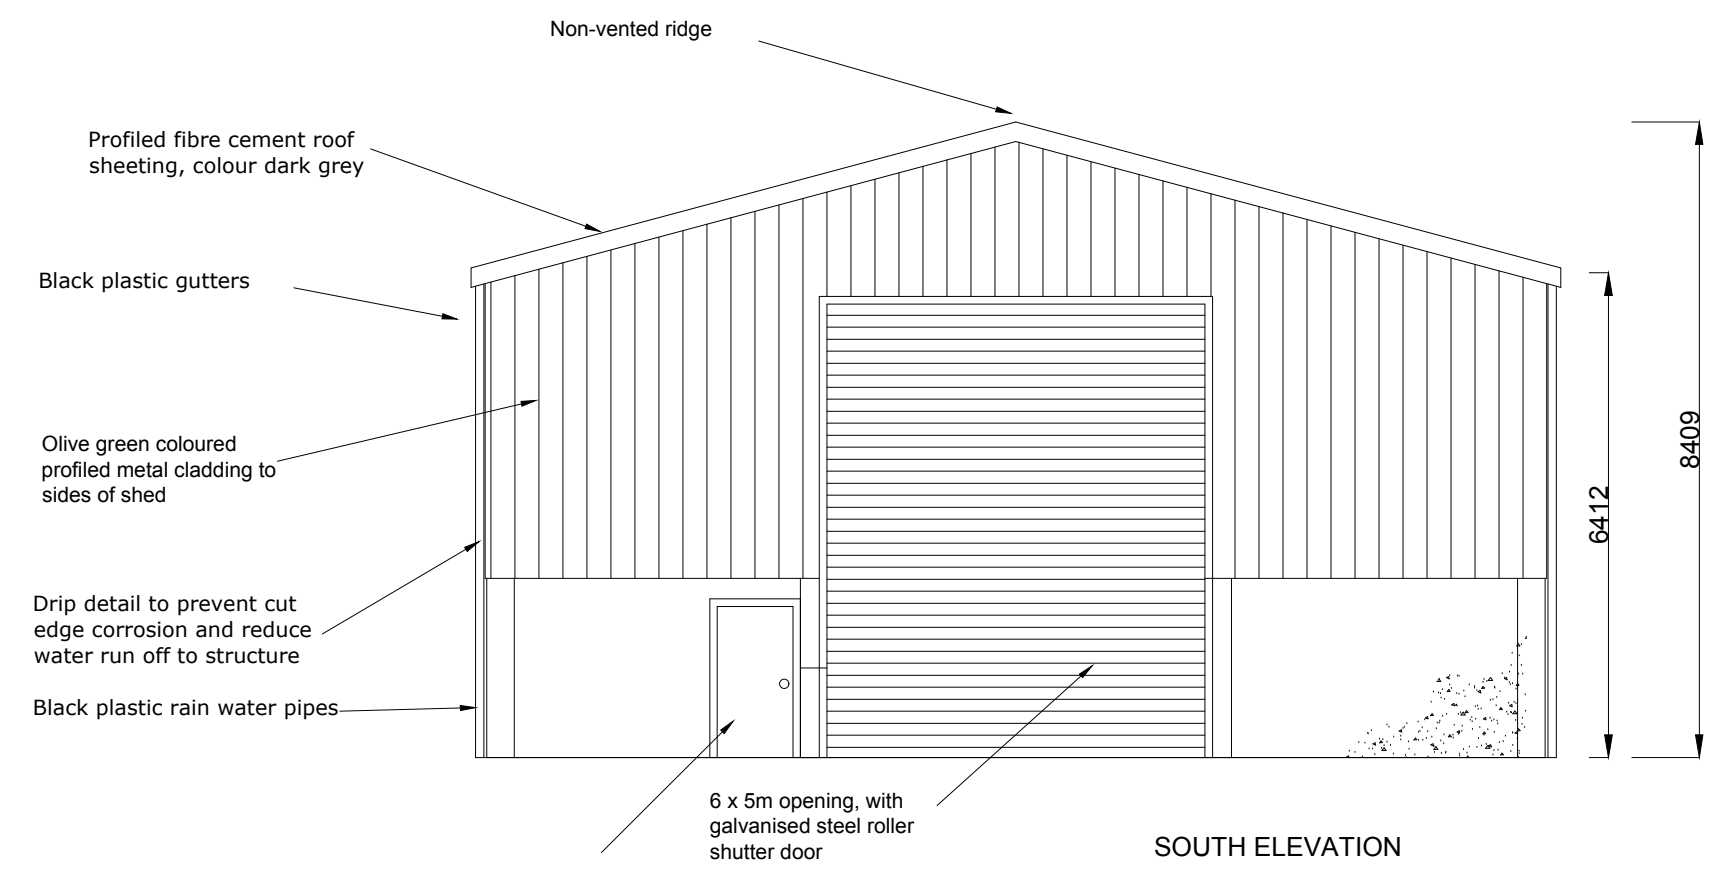 Non-vented ridge
Profiled fibre cement roof
sheeting, colour dark grey
Black plastic gutters
Olive green coloured
profiled metal cladding to
sides of shed
Drip detail to prevent cut
edge corrosion and reduce
water run off to structure
Black plastic rain water pipes
6 x 5m opening, with
galvanised steel roller
shutter door
6412
8409
SOUTH ELEVATION